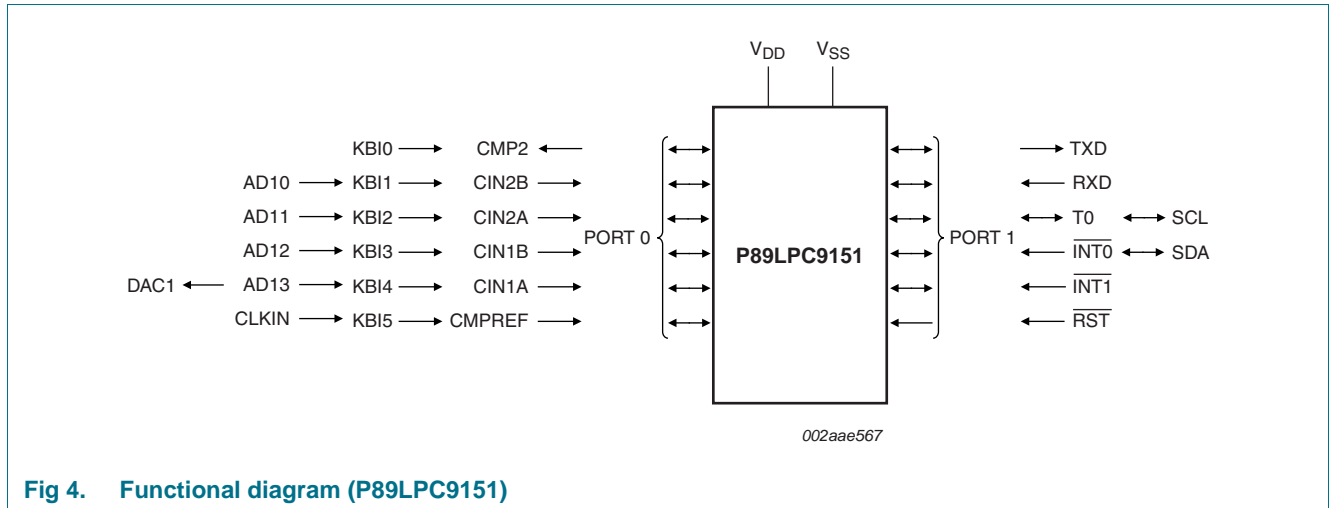 VDD VSS
KBI0 CMP2 TXD
AD10 KBI1 CIN2B RXD
AD11 KBI2 CIN2A T0 SCL
PORT 0 P89LPC9151 PORT 1
AD12 KBI3 CIN1B INT0 SDA
DAC1 AD13 KBI4 CIN1A INT1
CLKIN KBI5 CMPREF RST
002aae567
Fig 4. Functional diagram (P89LPC9151)